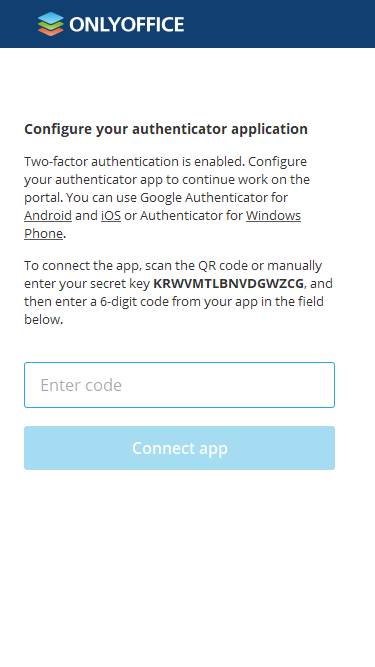 ONLYOFFICE
Configure your authenticator application
Two-factor authentication is enabled. Configure
your authenticator app to continue work on the
portal. You can use Google Authenticator for
Android and iOS or Authenticator for Windows
Phone.
To connect the app, scan the QR code or manually
enter your secret key KRWVMTLBNVDGWZCG, and
then enter a 6-digit code from your app in the field
below.
Enter code
Connect app